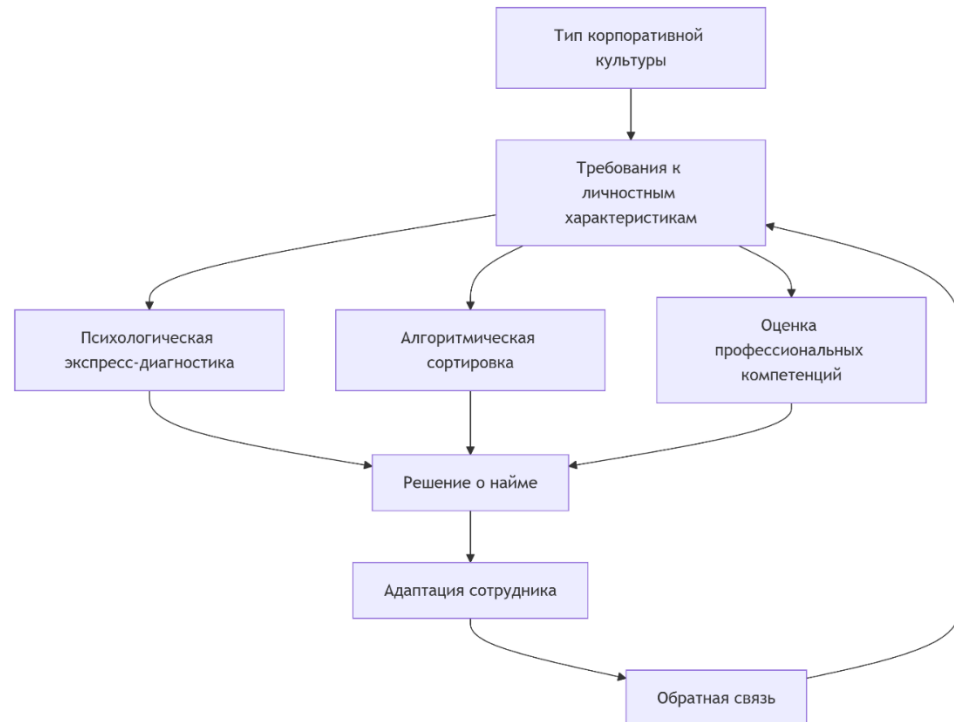 Тип корпоративной
культуры
Требования к
личностным
характеристикам
Психологическая
экспресс-диагностика
Алгоритмическая
сортировка
Оценка
профессиональных
компетенций
Решение о найме
Адаптация сотрудника
Обратная связь